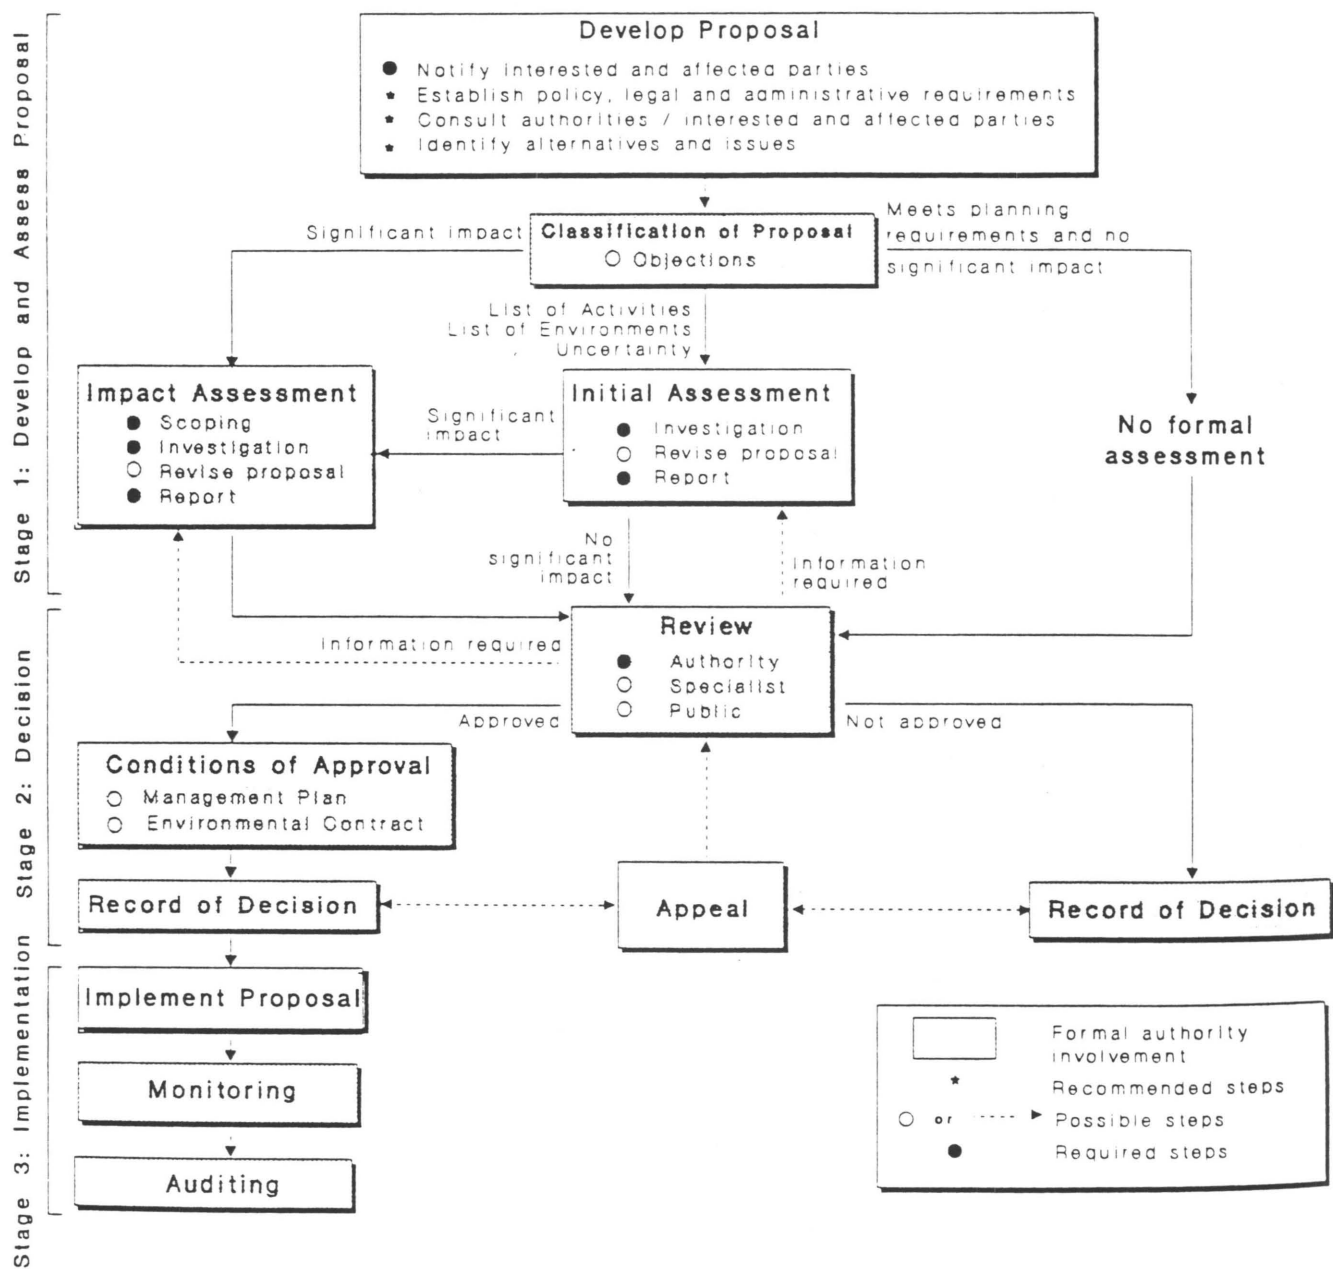 Stage 1: Develop and Assess Proposal
Develop Proposal
● Notify interested and affected parties
* Establish policy, legal and administrative requirements
* Consult authorities / interested and affected parties
* Identify alternatives and issues
Significant impact
Classification of Proposal
○ Objections
Meets planning
requirements and no
significant impact
List of Activities
List of Environments
Uncertainty
Impact Assessment
● Scoping
● Investigation
○ Revise proposal
● Report
Significant
impact
Initial Assessment
● Investigation
○ Revise proposal
● Report
No formal
assessment
No
significant
impact
Information
required
Stage 2: Decision
Information required
Review
● Authority
○ Specialist
○ Public
Approved
Not approved
Conditions of Approval
○ Management Plan
○ Environmental Contract
Record of Decision
Appeal
Record of Decision
Stage 3: Implementation
Implement Proposal
Monitoring
Auditing
Formal authority
involvement
* Recommended steps
○ or Possible steps
● Required steps